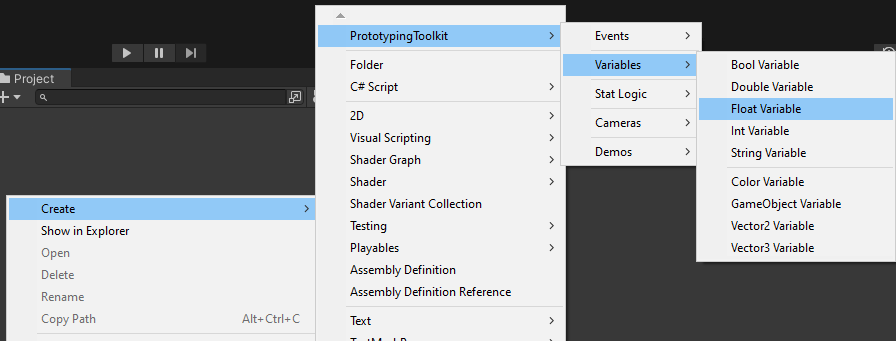 Project
Create
Show in Explorer
Open
Delete
Rename
Copy Path Alt+Ctrl+C
PrototypingToolkit
Folder
C# Script
2D
Visual Scripting
Shader Graph
Shader
Shader Variant Collection
Testing
Playables
Assembly Definition
Assembly Definition Reference
Text
Events
Variables
Stat Logic
Cameras
Demos
Bool Variable
Double Variable
Float Variable
Int Variable
String Variable
Color Variable
GameObject Variable
Vector2 Variable
Vector3 Variable